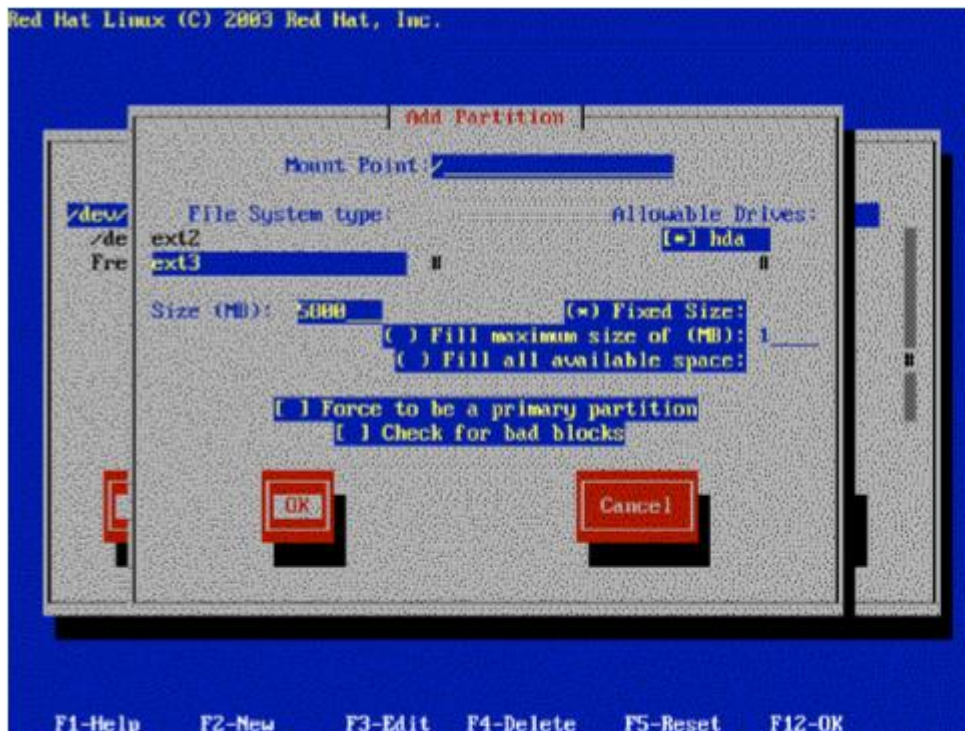 Red Hat Linux (C) 2003 Red Hat, Inc.
Add Partition
Mount Point:/
/dev/ File System type: Allowable Drives:
/de ext2 [*] hda
Fre ext3 # #
Size (MB): 5000 (*) Fixed Size:
( ) Fill maximum size of (MB): 1
( ) Fill all available space: #
[ ] Force to be a primary partition
[ ] Check for bad blocks
OK Cancel
F1-Help F2-New F3-Edit F4-Delete F5-Reset F12-OK